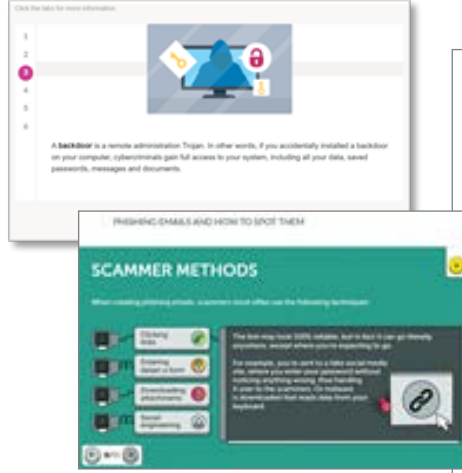 Click the tabs for more information.
1
2
3
4
5
6
A backdoor is a remote administration Trojan. In other words, if you accidentally installed a backdoor
on your computer, cybercriminals gain full access to your system, including all your data, saved
passwords, messages and documents.
PHISHING EMAILS AND HOW TO SPOT THEM
SCAMMER METHODS
When creating phishing emails, scammers most often use the following techniques:
Clicking
links
Entering
data in a form
Downloading
attachments
Social
engineering
The link may look 100% reliable, but in fact it can go literally
anywhere, except where you're expecting to go.
For example, you're sent to a fake social media
site, where you enter your password without
noticing anything wrong, thus handing
it over to the scammers. Or malware
is downloaded that reads data from your
keyboard.